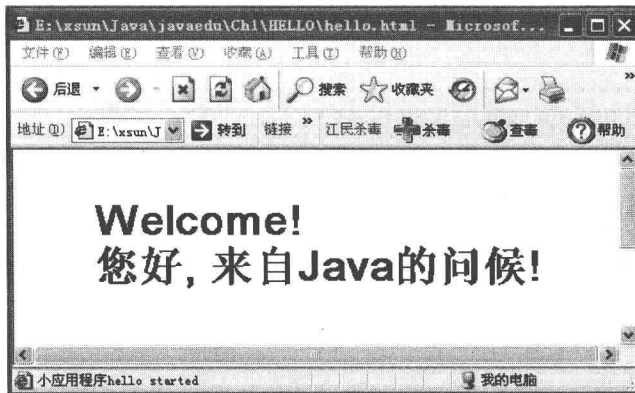 E:\xsun\Java\javaedu\Ch1\HELLO\hello.html - Microsof...
文件(F) 编辑(E) 查看(V) 收藏(A) 工具(T) 帮助(H)
后退 搜索 收藏夹 »
地址(D) E:\xsun\J 转到 链接 » 江民杀毒 杀毒 查毒 帮助
Welcome!
您好, 来自Java的问候!
小应用程序hello started 我的电脑